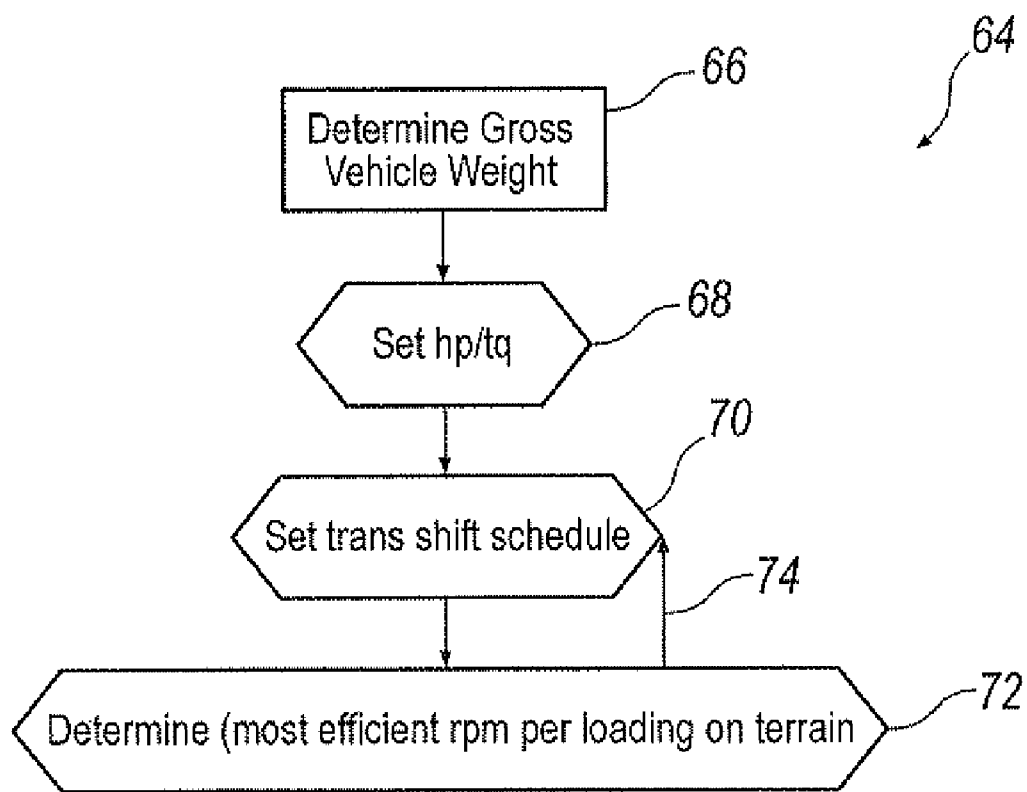 64
66
Determine Gross
Vehicle Weight
68
Set hp/tq
70
Set trans shift schedule
74
72
Determine (most efficient rpm per loading on terrain